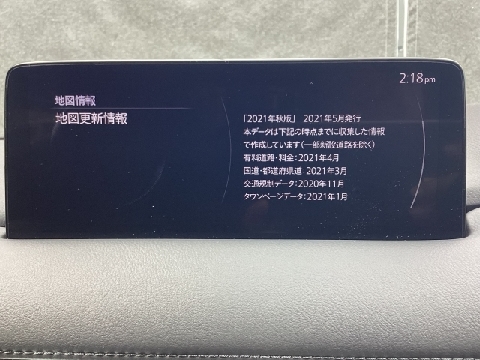 2:18pm
地図情報
地図更新情報
「2021年秋版」 2021年5月発行
本データは下記の時点までに収集した情報
で作成しています(一部新設道路を除く)
有料道路・料金:2021年4月
国道・都道府県道 2021年3月
交通規制データ:2020年11月
タウンページデータ:2021年1月